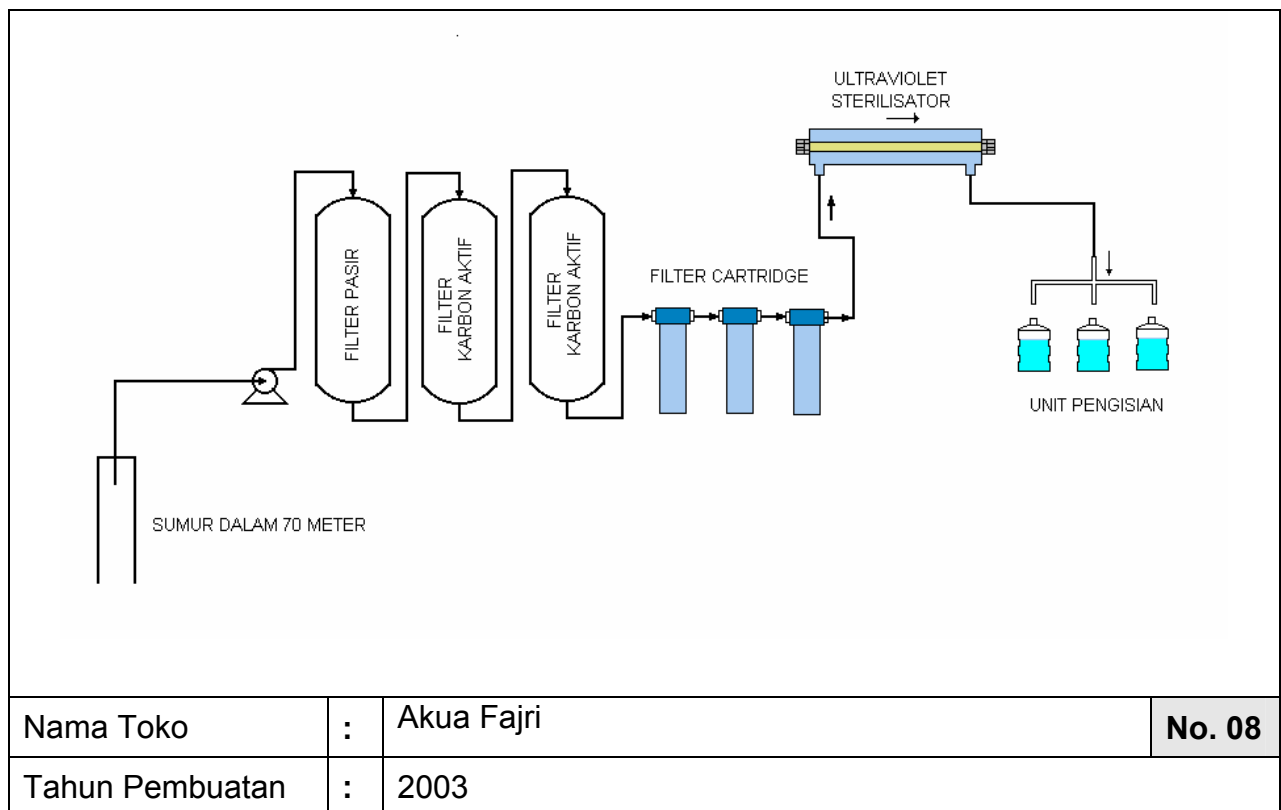 ULTRAVIOLET
STERILISATOR
FILTER PASIR
FILTER
KARBON AKTIF
FILTER
KARBON AKTIF
FILTER CARTRIDGE
UNIT PENGISIAN
SUMUR DALAM 70 METER
Nama Toko : Akua Fajri No. 08
Tahun Pembuatan : 2003